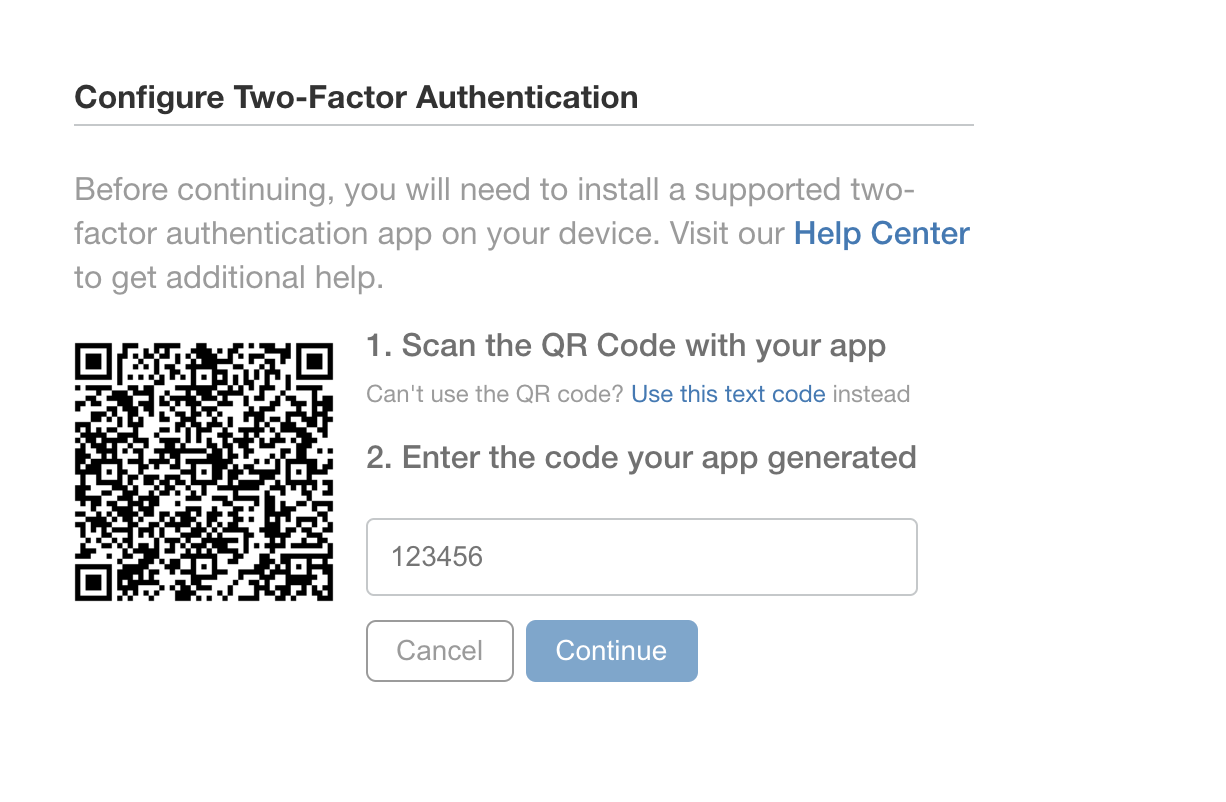 Configure Two-Factor Authentication
Before continuing, you will need to install a supported two-
factor authentication app on your device. Visit our Help Center
to get additional help.
1. Scan the QR Code with your app
Can't use the QR code? Use this text code instead
2. Enter the code your app generated
123456
Cancel Continue